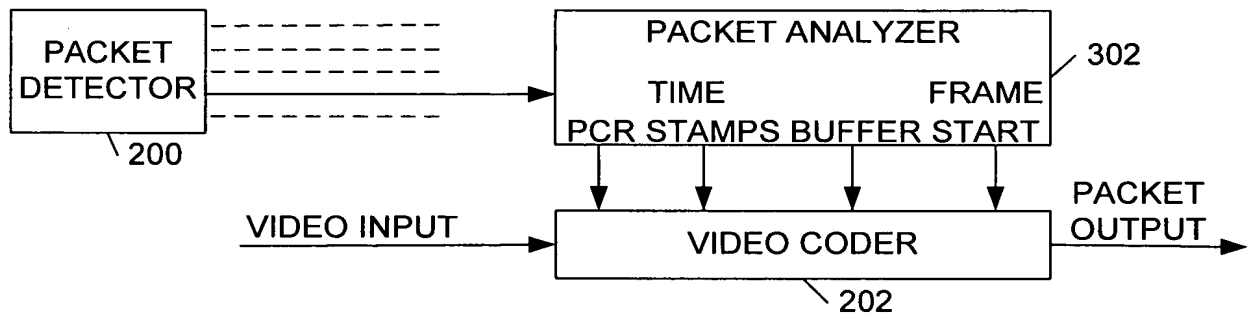 PACKET
DETECTOR
200
PACKET ANALYZER
302
TIME FRAME
PCR STAMPS BUFFER START
VIDEO INPUT
VIDEO CODER
202
PACKET
OUTPUT